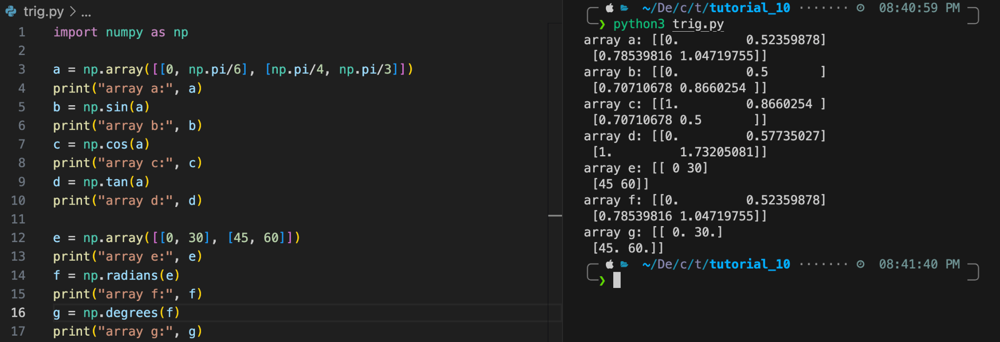 trig.py > ...
1 import numpy as np
2
3 a = np.array([[0, np.pi/6], [np.pi/4, np.pi/3]])
4 print("array a:", a)
5 b = np.sin(a)
6 print("array b:", b)
7 c = np.cos(a)
8 print("array c:", c)
9 d = np.tan(a)
10 print("array d:", d)
11
12 e = np.array([[0, 30], [45, 60]])
13 print("array e:", e)
14 f = np.radians(e)
15 print("array f:", f)
16 g = np.degrees(f)
17 print("array g:", g)
~/De/c/t/tutorial_10 ······· 08:40:59 PM
❯ python3 trig.py
array a: [[0.         0.52359878]
 [0.78539816 1.04719755]]
array b: [[0.         0.5       ]
 [0.70710678 0.8660254 ]]
array c: [[1.         0.8660254 ]
 [0.70710678 0.5       ]]
array d: [[0.         0.57735027]
 [1.         1.73205081]]
array e: [[ 0 30]
 [45 60]]
array f: [[0.         0.52359878]
 [0.78539816 1.04719755]]
array g: [[ 0. 30.]
 [45. 60.]]
~/De/c/t/tutorial_10 ······· 08:41:40 PM
❯